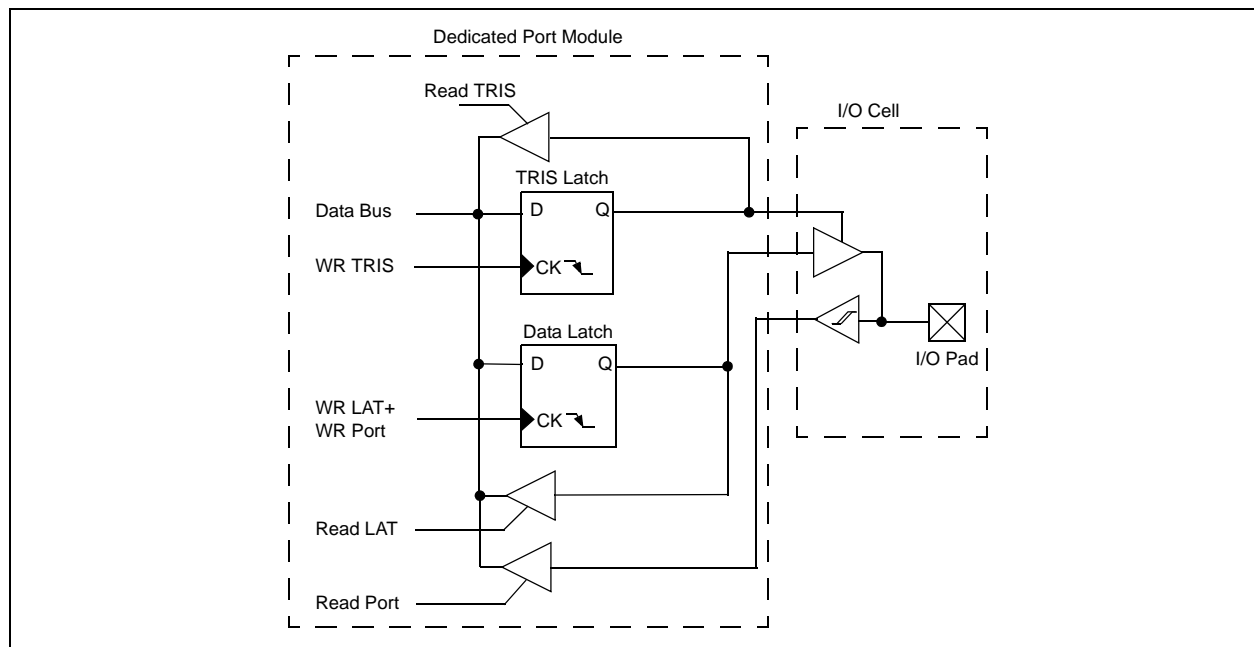 Dedicated Port Module
Read TRIS
I/O Cell
TRIS Latch
Data Bus
D
Q
WR TRIS
CK
Data Latch
I/O Pad
D
Q
WR LAT+
WR Port
CK
Read LAT
Read Port